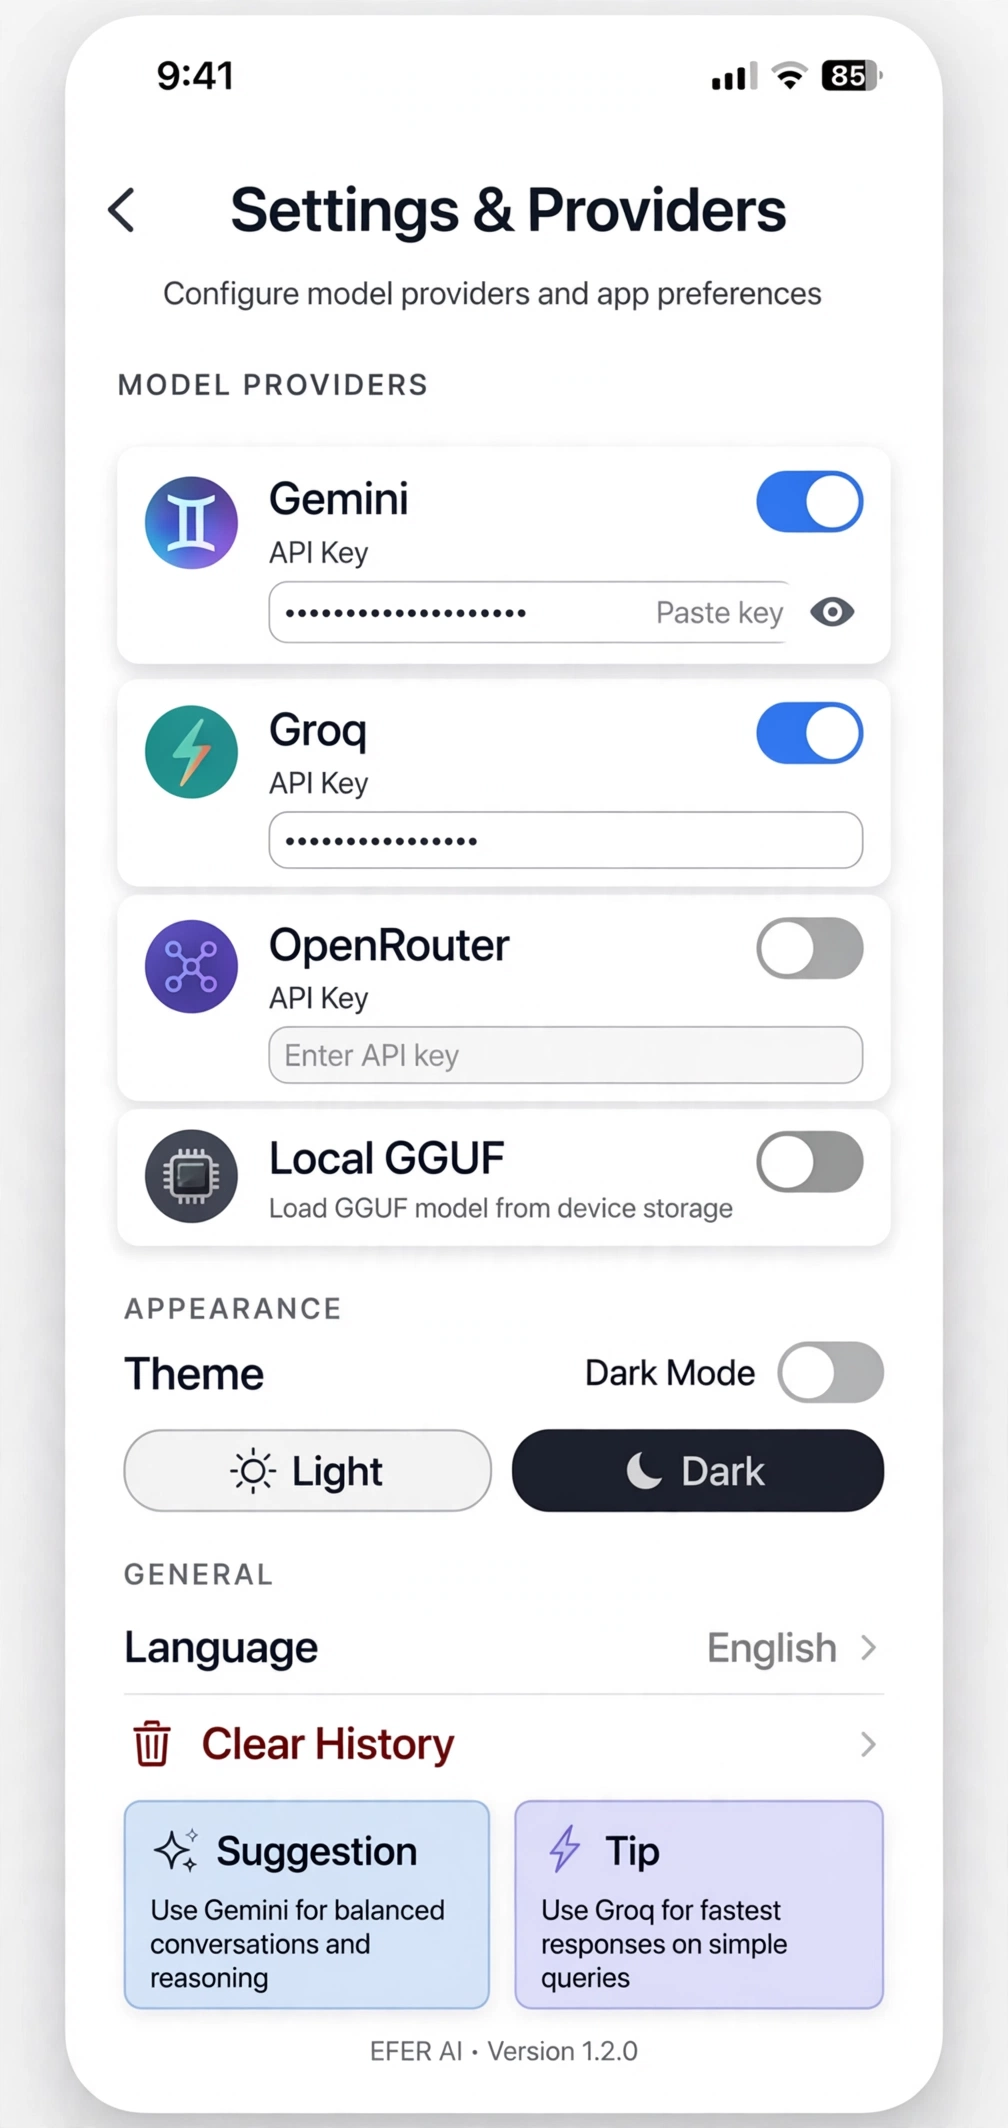 9:41
85
Settings & Providers
Configure model providers and app preferences
MODEL PROVIDERS
Gemini
API Key
•••••••••••••••••••• Paste key
Groq
API Key
••••••••••••••••
OpenRouter
API Key
Enter API key
Local GGUF
Load GGUF model from device storage
APPEARANCE
Theme
Dark Mode
Light
Dark
GENERAL
Language
English
Clear History
Suggestion
Use Gemini for balanced
conversations and
reasoning
Tip
Use Groq for fastest
responses on simple
queries
EFER AI • Version 1.2.0